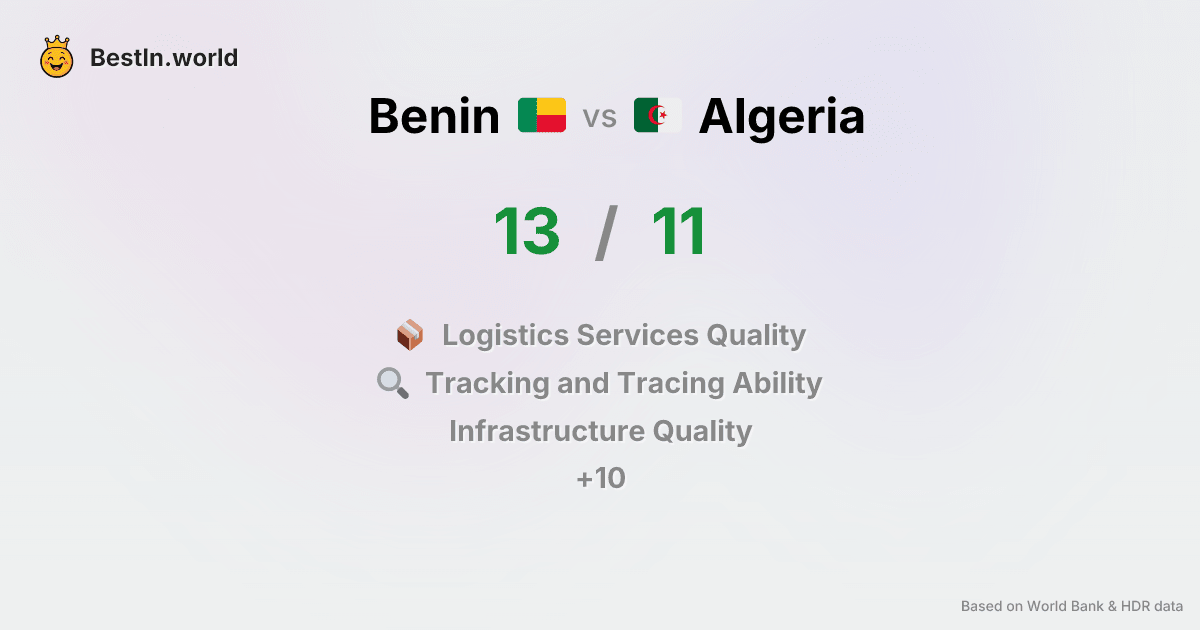 BestIn.world
Benin vs Algeria
13 / 11
Logistics Services Quality
Tracking and Tracing Ability
Infrastructure Quality
+10
Based on World Bank & HDR data